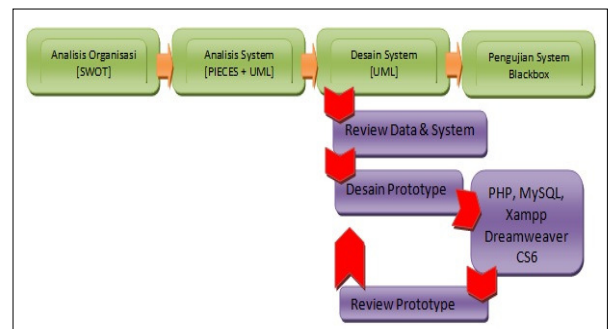 Analisis Organisasi
[SWOT]
Analisis System
[PIECES + UML]
Desain System
[UML]
Pengujian System
Blackbox
Review Data & System
Desain Prototype
PHP, MySQL,
Xampp
Dreamweaver
CS6
Review Prototype